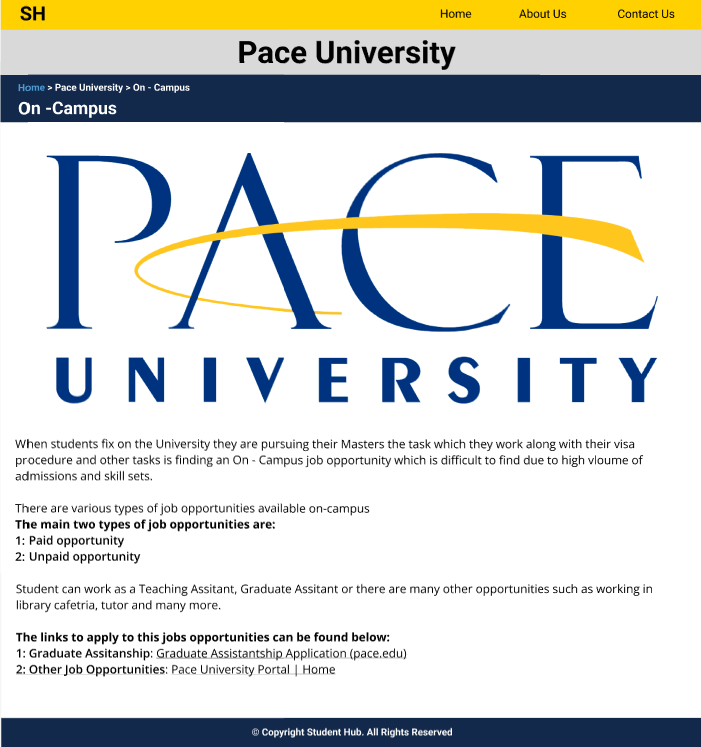 SH Home About Us Contact Us
Pace University
Home > Pace University > On - Campus
On -Campus
PACE
UNIVERSITY
When students fix on the University they are pursuing their Masters the task which they work along with their visa
procedure and other tasks is finding an On - Campus job opportunity which is difficult to find due to high vloume of
admissions and skill sets.
There are various types of job opportunities available on-campus
The main two types of job opportunities are:
1: Paid opportunity
2: Unpaid opportunity
Student can work as a Teaching Assitant, Graduate Assitant or there are many other opportunities such as working in
library cafetria, tutor and many more.
The links to apply to this jobs opportunities can be found below:
1: Graduate Assitanship: Graduate Assistantship Application (pace.edu)
2: Other Job Opportunities: Pace University Portal | Home
© Copyright Student Hub. All Rights Reserved